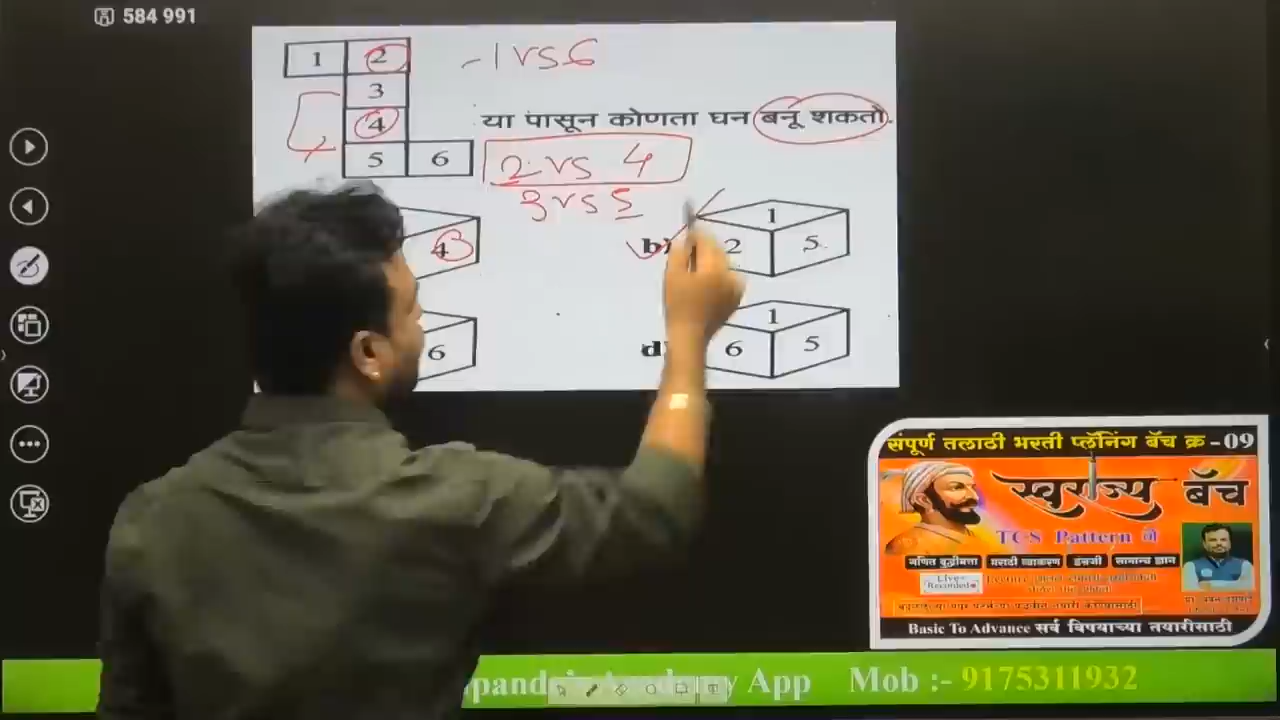 584 991
1 2
3
4
5 6
- 1 vs 6
या पासून कोणता घन बनू शकतो.
2 vs 4
3 vs 5
4
b) 1 2 5
6
d) 1 6 5
संपूर्ण तलाठी भरती प्लॅनिंग बॅच क्र - 09
स्वराज्य बॅच
TCS Pattern ने
गणित बुद्धीमत्ता मराठी व्याकरण इंग्रजी सामान्य ज्ञान
Live+
Recorded
Basic To Advance सर्व विषयाच्या तयारीसाठी
App Mob :- 9175311932